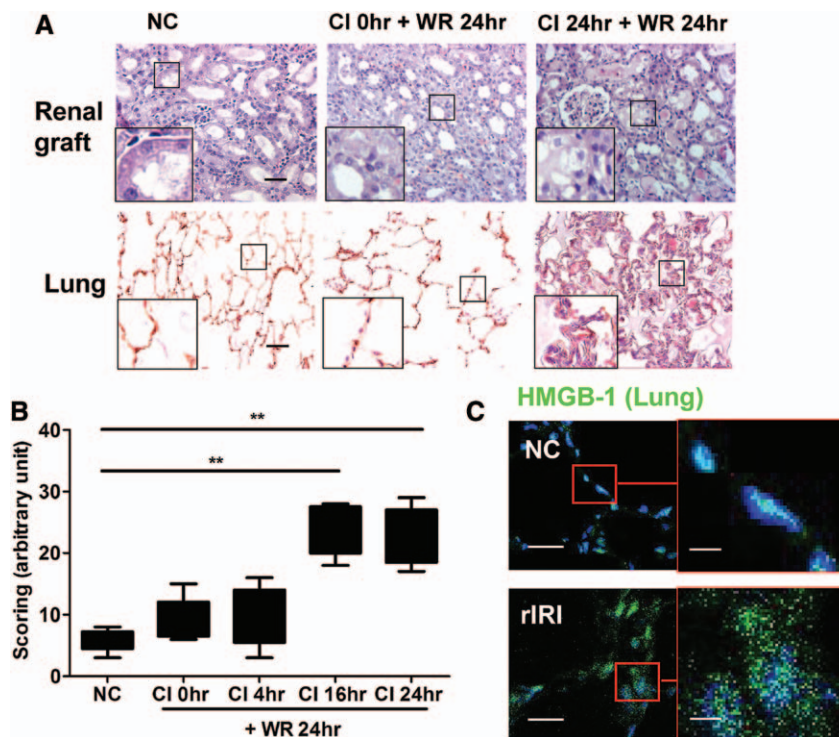 A
NC
CI 0hr + WR 24hr
CI 24hr + WR 24hr
Renal
graft
Lung
B
**
**
40
30
20
10
0
Scoring (arbitrary unit)
NC
CI 0hr
CI 4hr
CI 16hr
CI 24hr
+ WR 24hr
C
HMGB-1 (Lung)
NC
rIRI